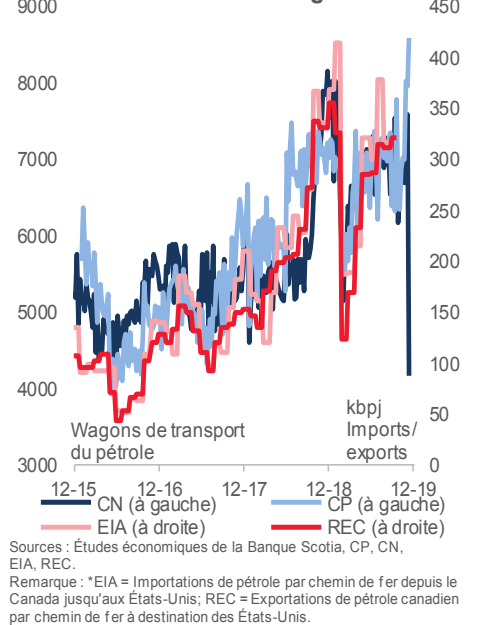 9000 450
8000 400
350
7000 300
250
6000 200
5000 150
100
4000 50
3000 0
Wagons de transport
du pétrole
kbpj
Imports/
exports
12-15 12-16 12-17 12-18 12-19
CN (à gauche) CP (à gauche)
EIA (à droite) REC (à droite)
Sources : Études économiques de la Banque Scotia, CP, CN,
EIA, REC.
Remarque : *EIA = Importations de pétrole par chemin de fer depuis le
Canada jusqu'aux États-Unis; REC = Exportations de pétrole canadien
par chemin de fer à destination des États-Unis.